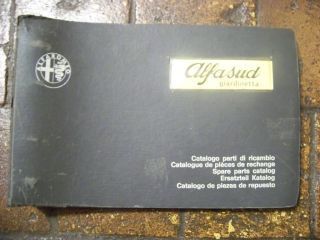 Alfasud
giardinetta
Catalogo parti di ricambio
Catalogue de pièces de rechange
Spare parts catalog
Ersatzteil Katalog
Catalogo de piezas de repuesto